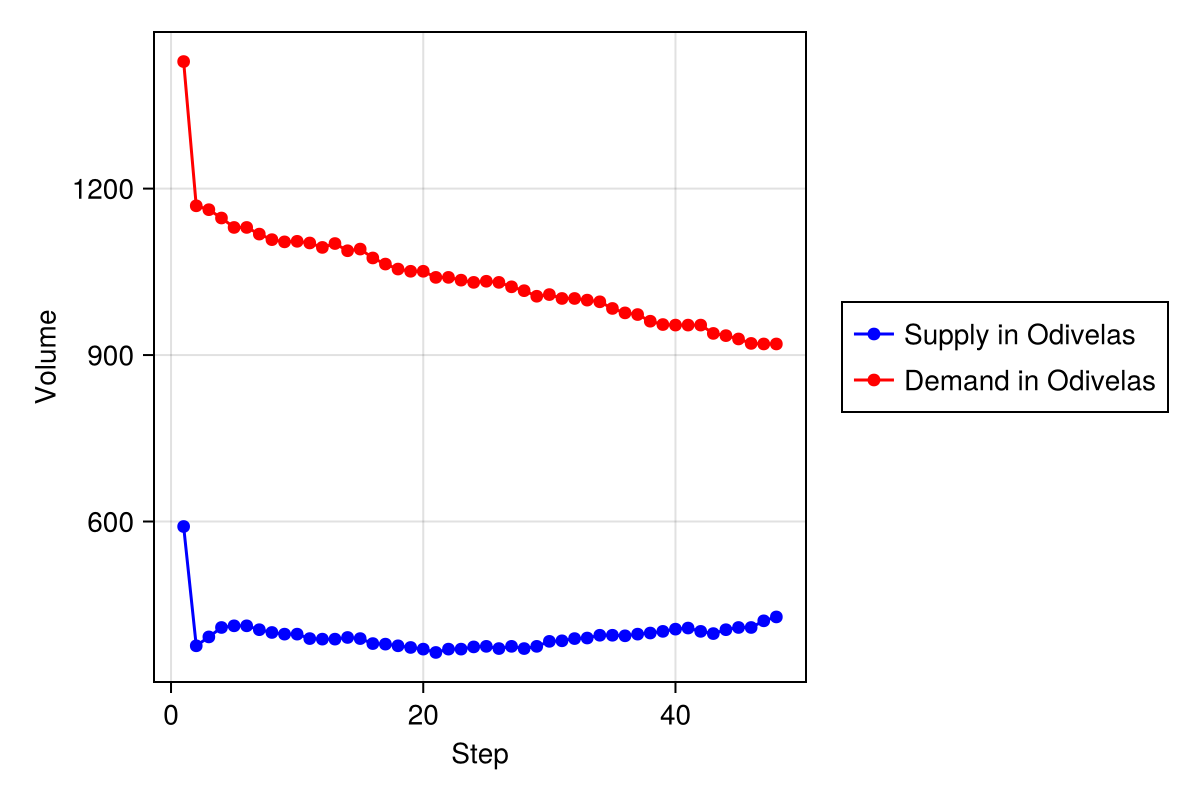 1200
900
600
Volume
0
20
40
Step
Supply in Odivelas
Demand in Odivelas